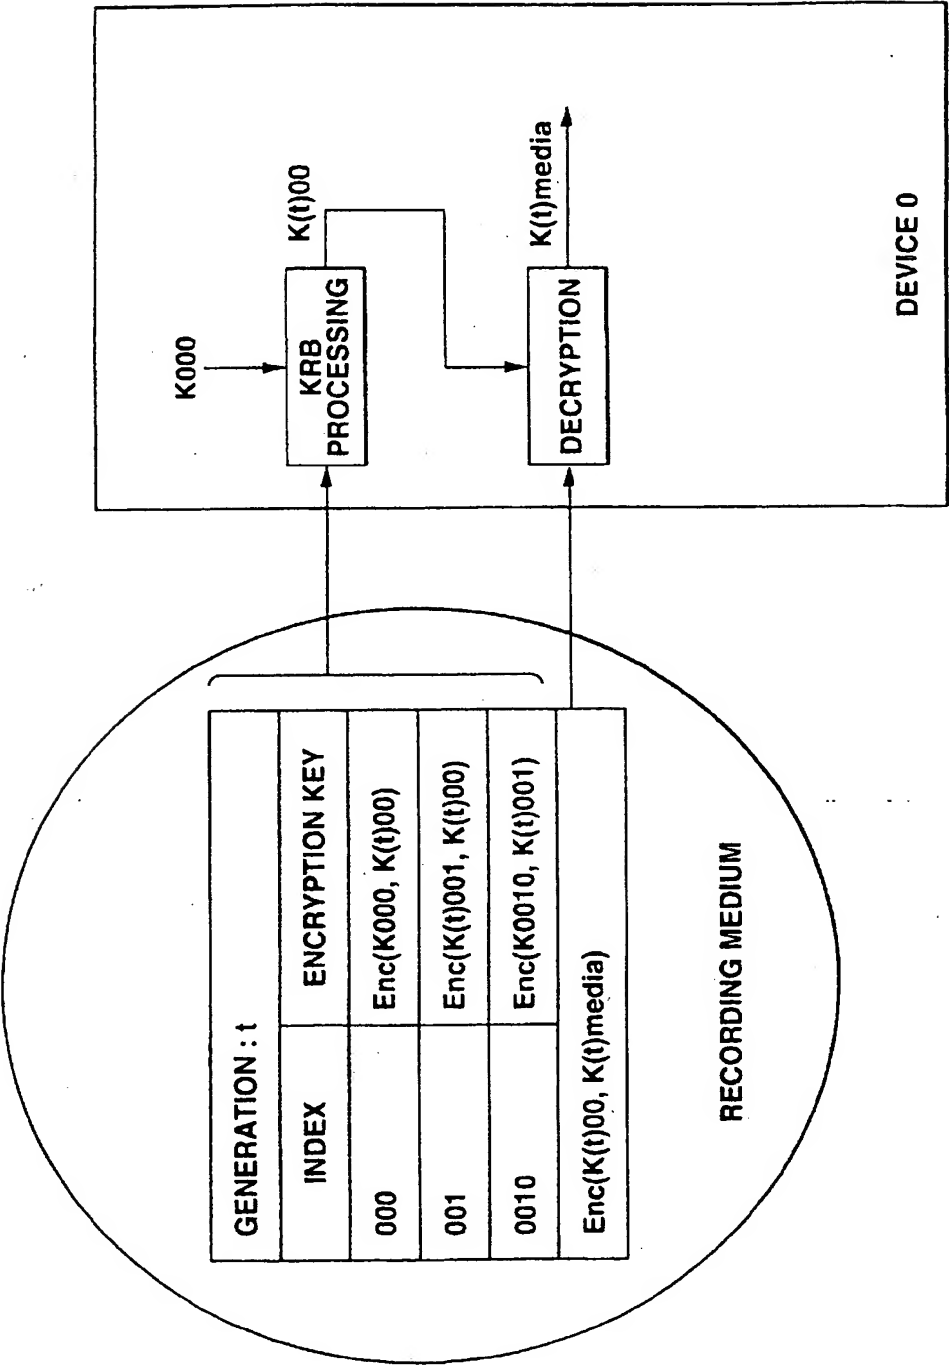 GENERATION : t
INDEX ENCRYPTION KEY
000 Enc(K000, K(t)00)
001 Enc(K(t)001, K(t)00)
0010 Enc(K0010, K(t)001)
Enc(K(t)00, K(t)media)
RECORDING MEDIUM
K000
KRB
PROCESSING
K(t)00
DECRYPTION
K(t)media
DEVICE 0